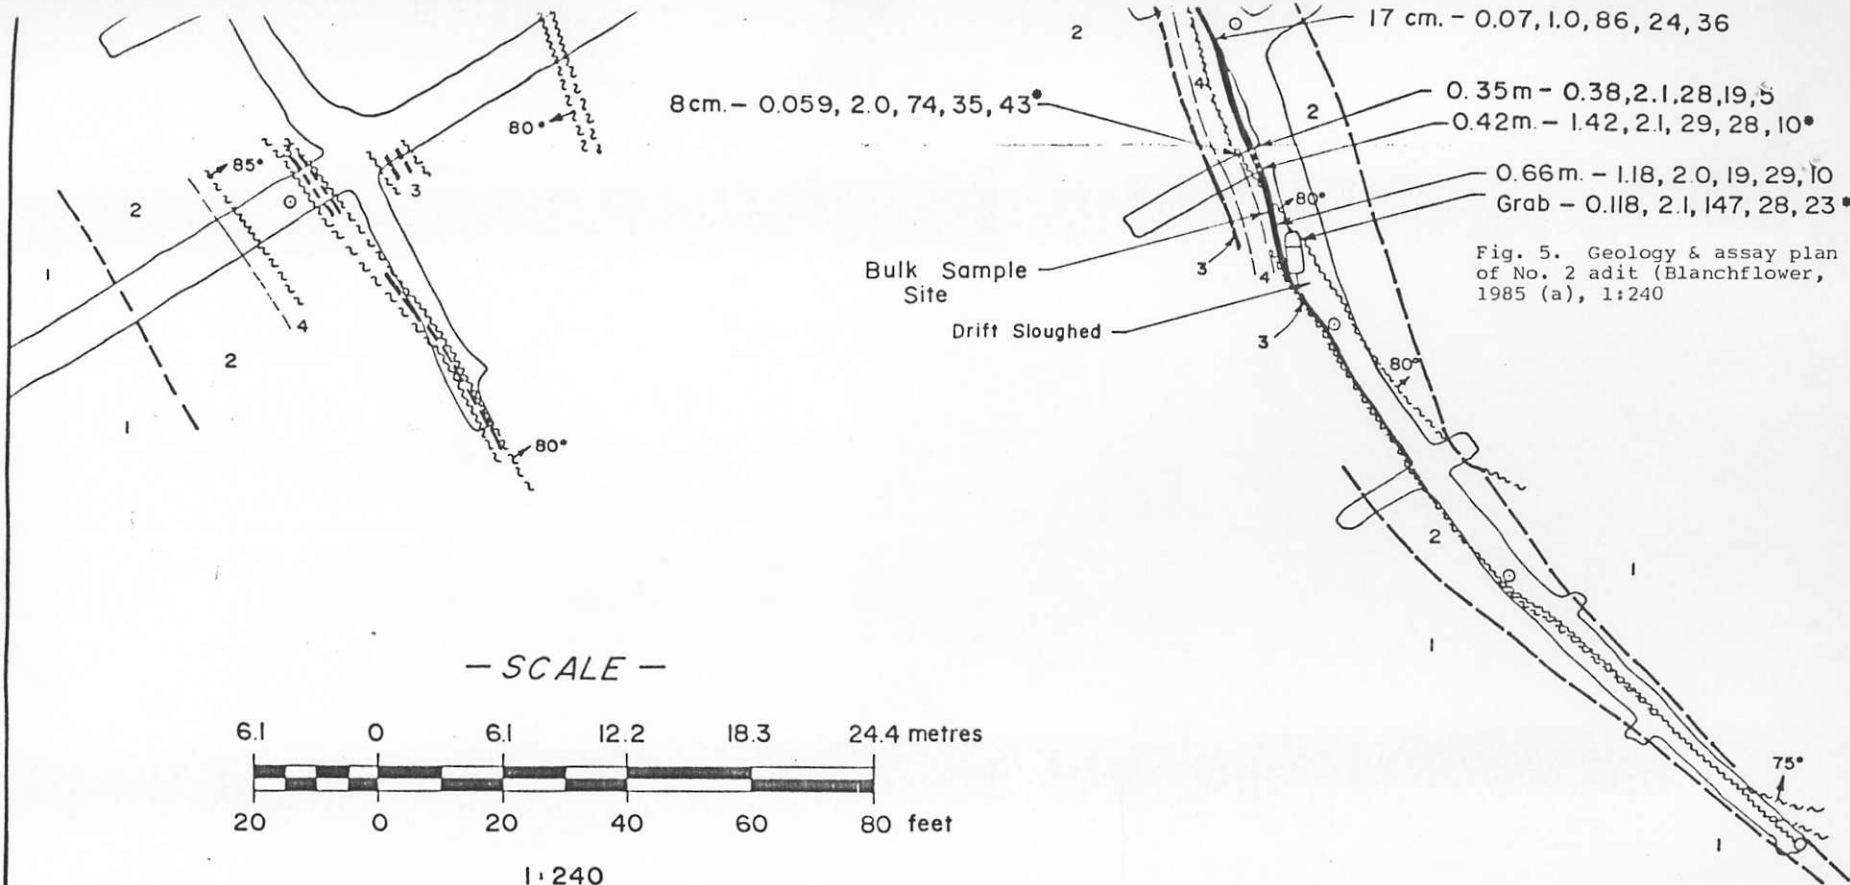 17 cm. - 0.07, 1.0, 86, 24, 36
2
8cm. - 0.059, 2.0, 74, 35, 43*
4
2
0.35m - 0.38, 2.1, 28, 19, 5
0.42m. - 1.42, 2.1, 29, 28, 10*
80°
85°
3
2
0.66m. - 1.18, 2.0, 19, 29, 10
Grab - 0.118, 2.1, 147, 28, 23*
80°
1
3
4
Bulk Sample
Site
Fig. 5. Geology & assay plan
of No. 2 adit (Blanchflower,
1985 (a), 1:240
4
2
Drift Sloughed
3
80°
1
80°
2
1
1
— SCALE —
6.1 0 6.1 12.2 18.3 24.4 metres
20 0 20 40 60 80 feet
1:240
75°
1